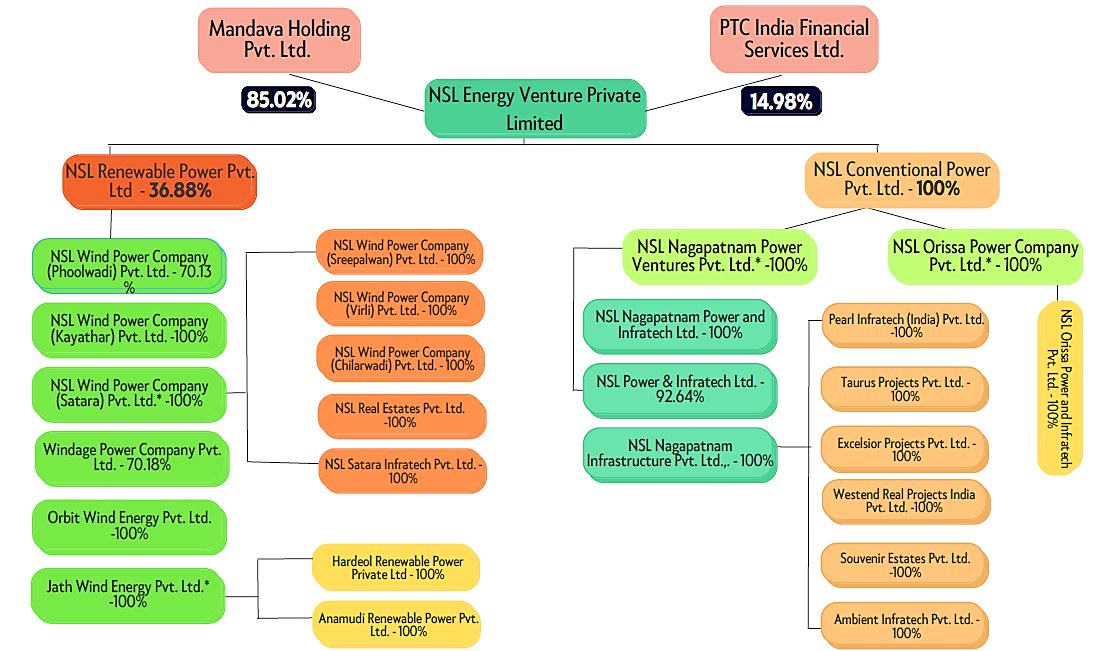 Mandava Holding
Pvt. Ltd.
PTC India Financial
Services Ltd.
85.02%
NSL Energy Venture Private
Limited
14.98%
NSL Renewable Power Pvt.
Ltd - 36.88%
NSL Conventional Power
Pvt. Ltd. - 100%
NSL Wind Power Company
(Phoolwadi) Pvt. Ltd. - 70.13
%
NSL Wind Power Company
(Kayathar) Pvt. Ltd. -100%
NSL Wind Power Company
(Satara) Pvt. Ltd.* -100%
Windage Power Company Pvt.
Ltd. - 70.18%
Orbit Wind Energy Pvt. Ltd.
-100%
Jath Wind Energy Pvt. Ltd.*
-100%
NSL Wind Power Company
(Sreepalwan) Pvt. Ltd. - 100%
NSL Wind Power Company
(Virli) Pvt. Ltd. - 100%
NSL Wind Power Company
(Chilarwadi) Pvt. Ltd. - 100%
NSL Real Estates Pvt. Ltd.
-100%
NSL Satara Infratech Pvt. Ltd. -
100%
Hardeol Renewable Power
Private Ltd - 100%
Anamudi Renewable Power Pvt.
Ltd. - 100%
NSL Nagapatnam Power
Ventures Pvt. Ltd.* -100%
NSL Orissa Power Company
Pvt. Ltd.* - 100%
NSL Nagapatnam Power and
Infratech Ltd. - 100%
NSL Power & Infratech Ltd. -
92.64%
NSL Nagapatnam
Infrastructure Pvt. Ltd.,. - 100%
Pearl Infratech (India) Pvt. Ltd.
-100%
Taurus Projects Pvt. Ltd. -
100%
Excelsior Projects Pvt. Ltd. -
100%
Westend Real Projects India
Pvt. Ltd. -100%
Souvenir Estates Pvt. Ltd.
-100%
Ambient Infratech Pvt. Ltd. -
100%
NSL Orissa Power and Infratech
Pvt. Ltd. - 100%